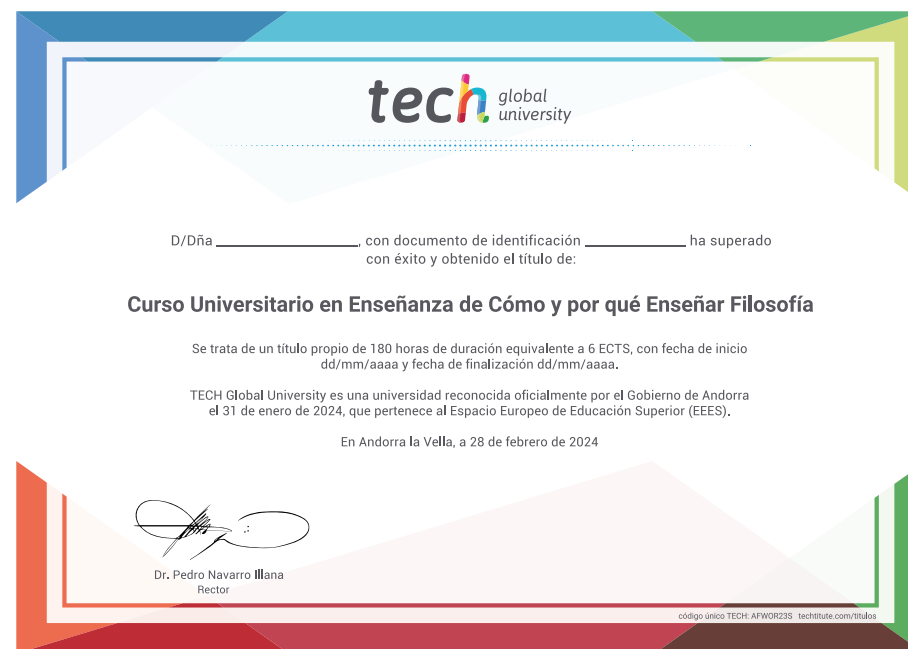 tech global university
D/Dña ____________________, con documento de identificación ______________ ha superado
con éxito y obtenido el título de:
Curso Universitario en Enseñanza de Cómo y por qué Enseñar Filosofía
Se trata de un título propio de 180 horas de duración equivalente a 6 ECTS, con fecha de inicio
dd/mm/aaaa y fecha de finalización dd/mm/aaaa.
TECH Global University es una universidad reconocida oficialmente por el Gobierno de Andorra
el 31 de enero de 2024, que pertenece al Espacio Europeo de Educación Superior (EEES).
En Andorra la Vella, a 28 de febrero de 2024
Dr. Pedro Navarro Illana
Rector
código único TECH: AFWOR23S techtitute.com/titulos